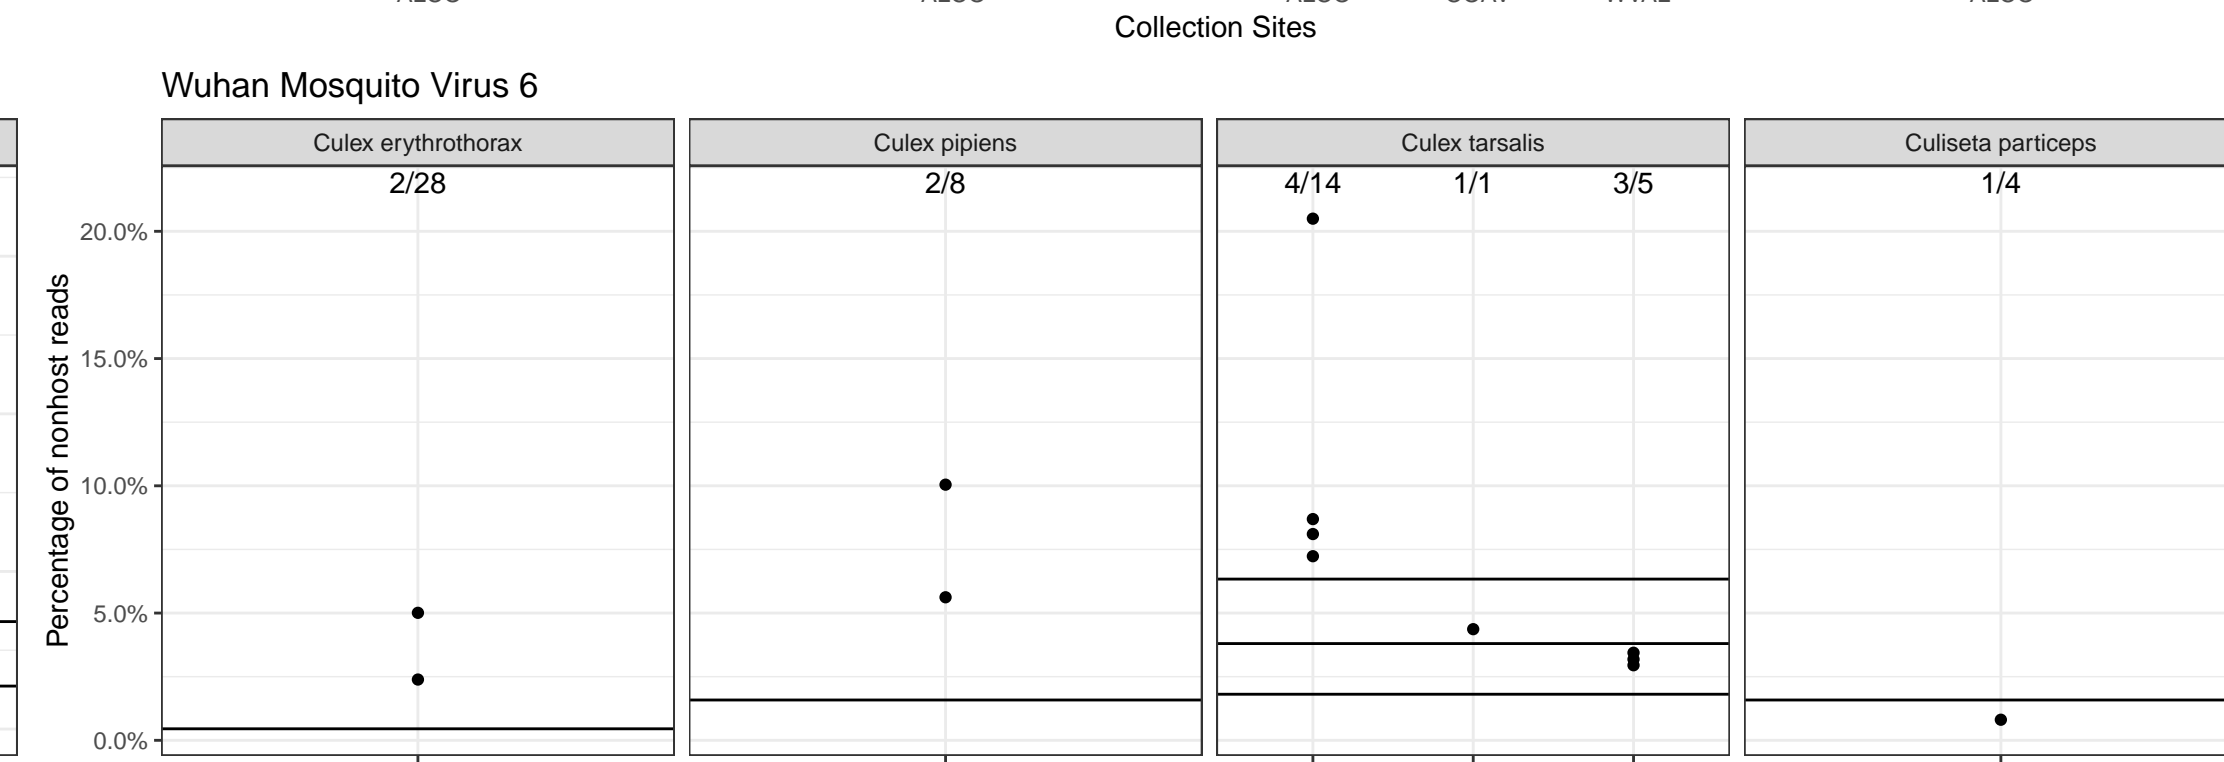 Collection Sites
Wuhan Mosquito Virus 6
Culex erythrothorax
Culex pipiens
Culex tarsalis
Culiseta particeps
2/28
2/8
4/14 1/1 3/5
1/4
Percentage of nonhost reads
20.0%
15.0%
10.0%
5.0%
0.0%